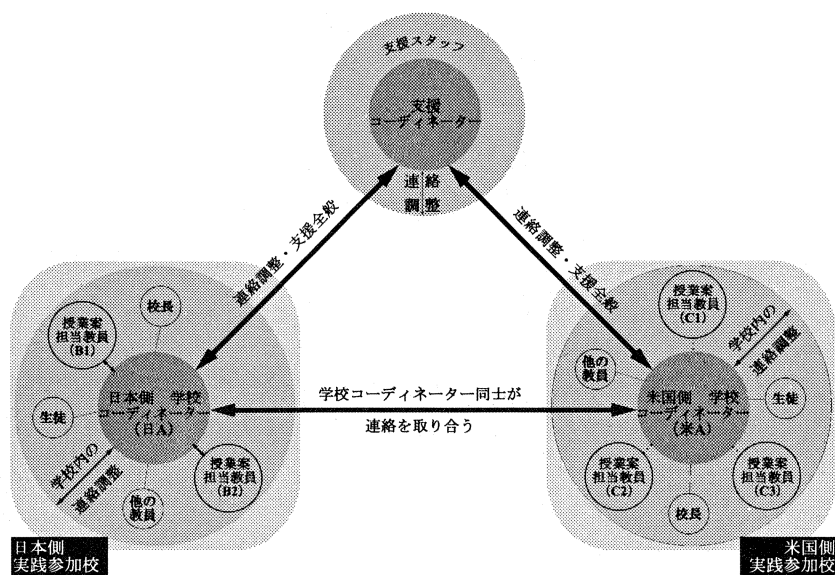 支援スタッフ
支援
コーディネーター
連絡
調整
連絡調整・支援全般
連絡調整・支援全般
校長
授業案
担当教員
(B1)
日本側 学校
コーディネーター
(日A)
生徒
授業案
担当教員
(B2)
他の
教員
学校内の
連絡調整
学校コーディネーター同士が
連絡を取り合う
授業案
担当教員
(C1)
学校内の
連絡調整
他の
教員
米国側 学校
コーディネーター
(米A)
生徒
授業案
担当教員
(C2)
授業案
担当教員
(C3)
校長
日本側
実践参加校
米国側
実践参加校